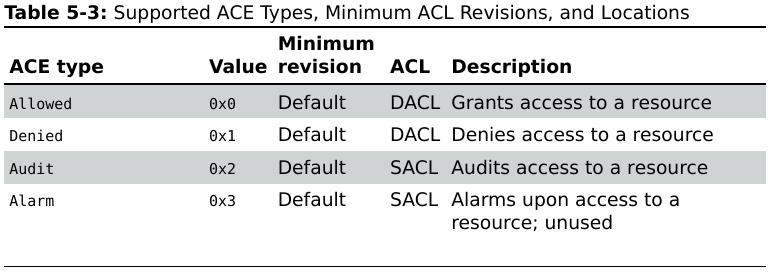 Table 5-3: Supported ACE Types, Minimum ACL Revisions, and Locations
Minimum
ACE type Value revision ACL Description
Allowed 0x0 Default DACL Grants access to a resource
Denied 0x1 Default DACL Denies access to a resource
Audit 0x2 Default SACL Audits access to a resource
Alarm 0x3 Default SACL Alarms upon access to a
resource; unused